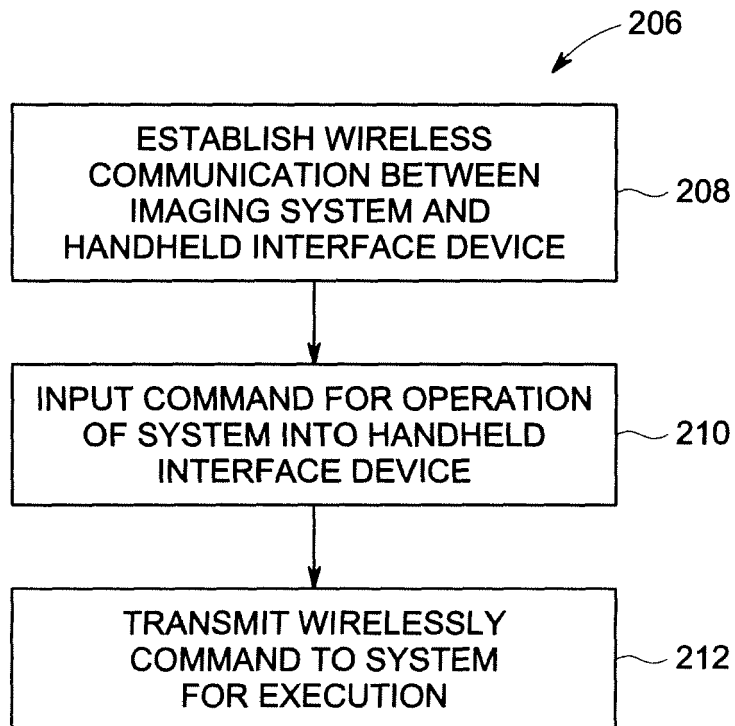 206
ESTABLISH WIRELESS
COMMUNICATION BETWEEN
IMAGING SYSTEM AND
HANDHELD INTERFACE DEVICE
208
INPUT COMMAND FOR OPERATION
OF SYSTEM INTO HANDHELD
INTERFACE DEVICE
210
TRANSMIT WIRELESSLY
COMMAND TO SYSTEM
FOR EXECUTION
212